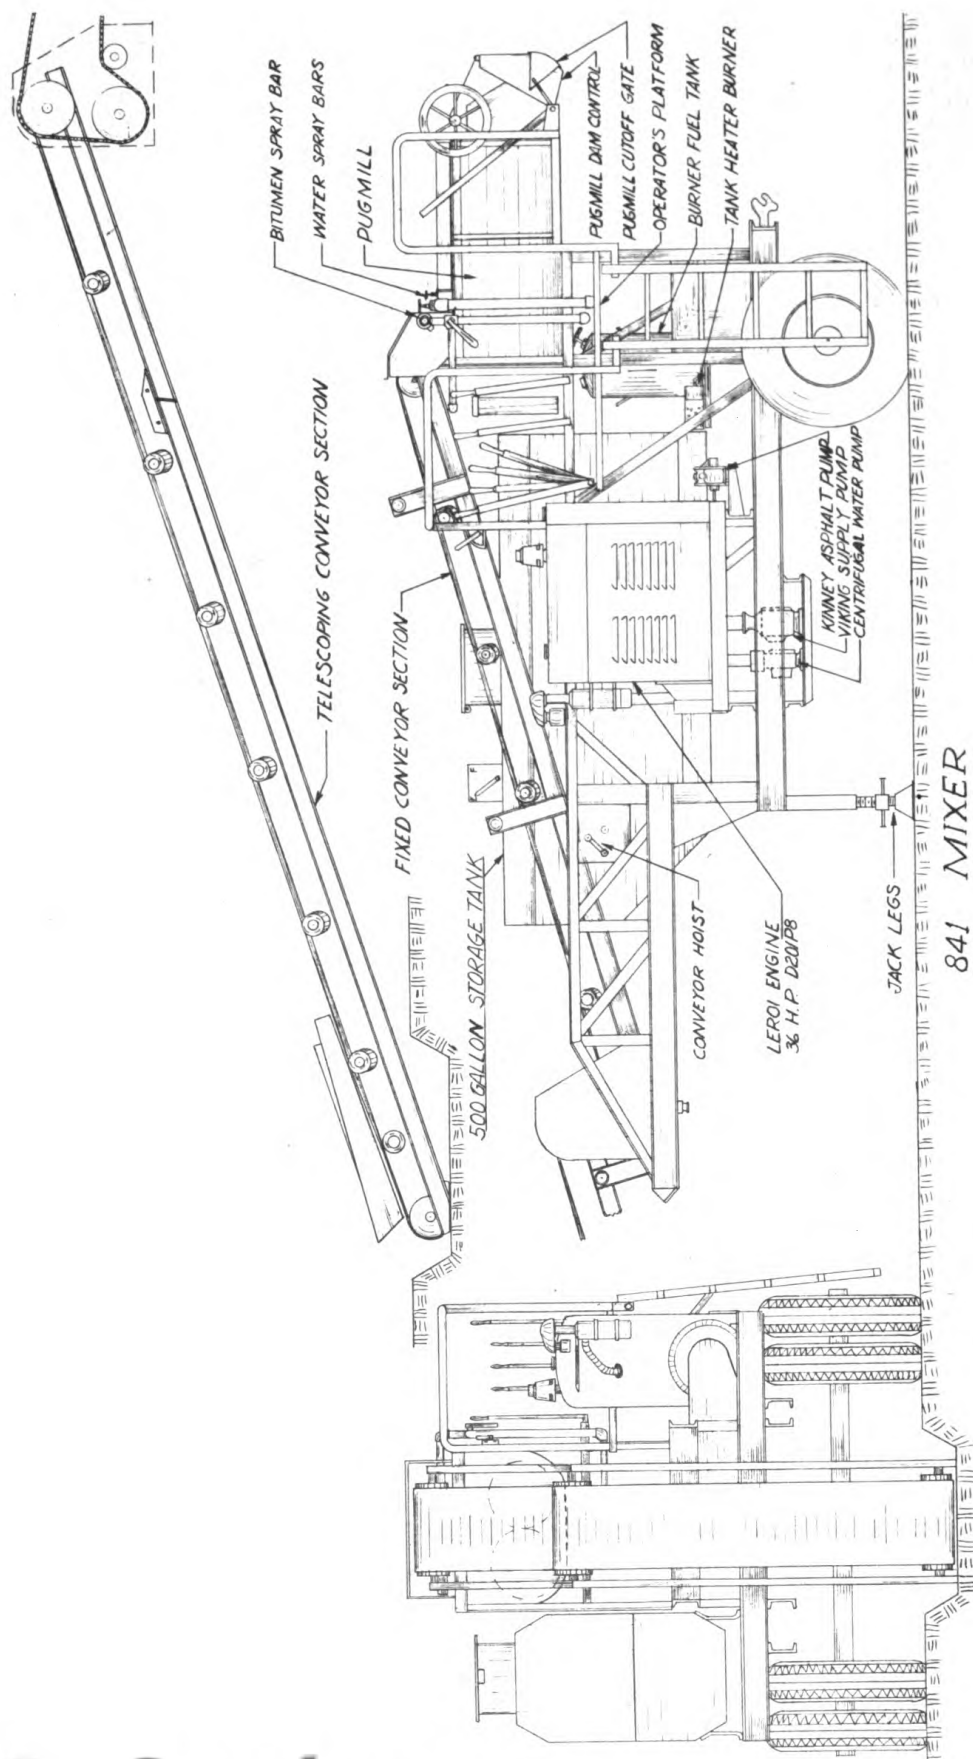 BITUMEN SPRAY BAR
WATER SPRAY BARS
PUGMILL
TELESCOPING CONVEYOR SECTION
FIXED CONVEYOR SECTION
500 GALLON STORAGE TANK
PUGMILL DAM CONTROL
PUGMILL CUTOFF GATE
OPERATOR'S PLATFORM
BURNER FUEL TANK
TANK HEATER BURNER
KINNEY ASPHALT PUMP
VIKING SUPPLY PUMP
CENTRIFUGAL WATER PUMP
CONVEYOR HOIST
LEROI ENGINE
36 H.P. D201P8
JACK LEGS
841 MIXER